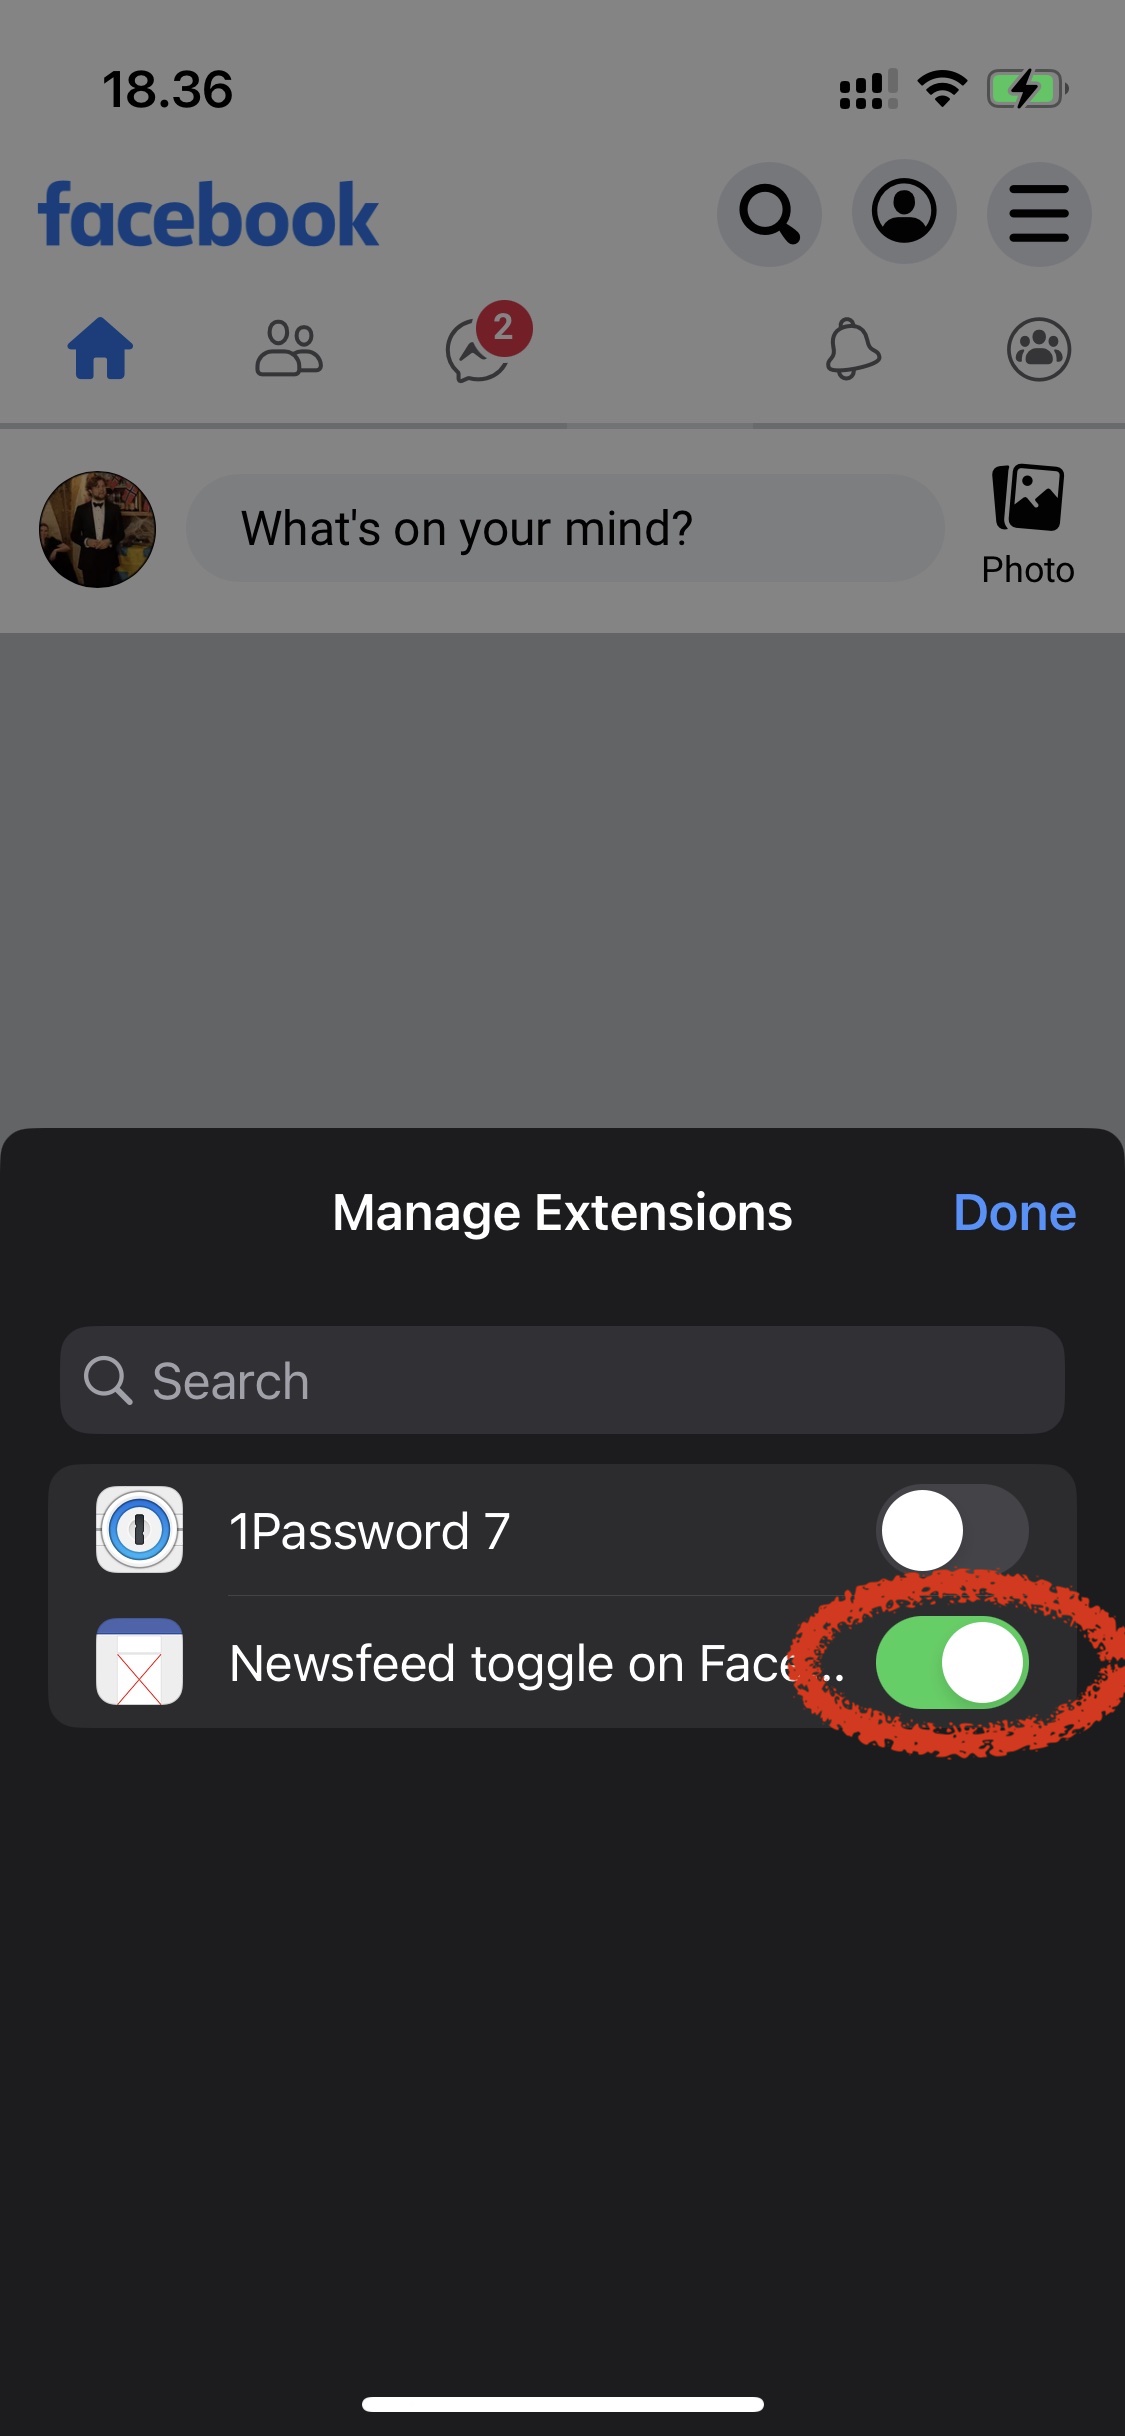 18.36
facebook
2
What's on your mind?
Photo
Manage Extensions
Done
Search
1Password 7
Newsfeed toggle on Face...